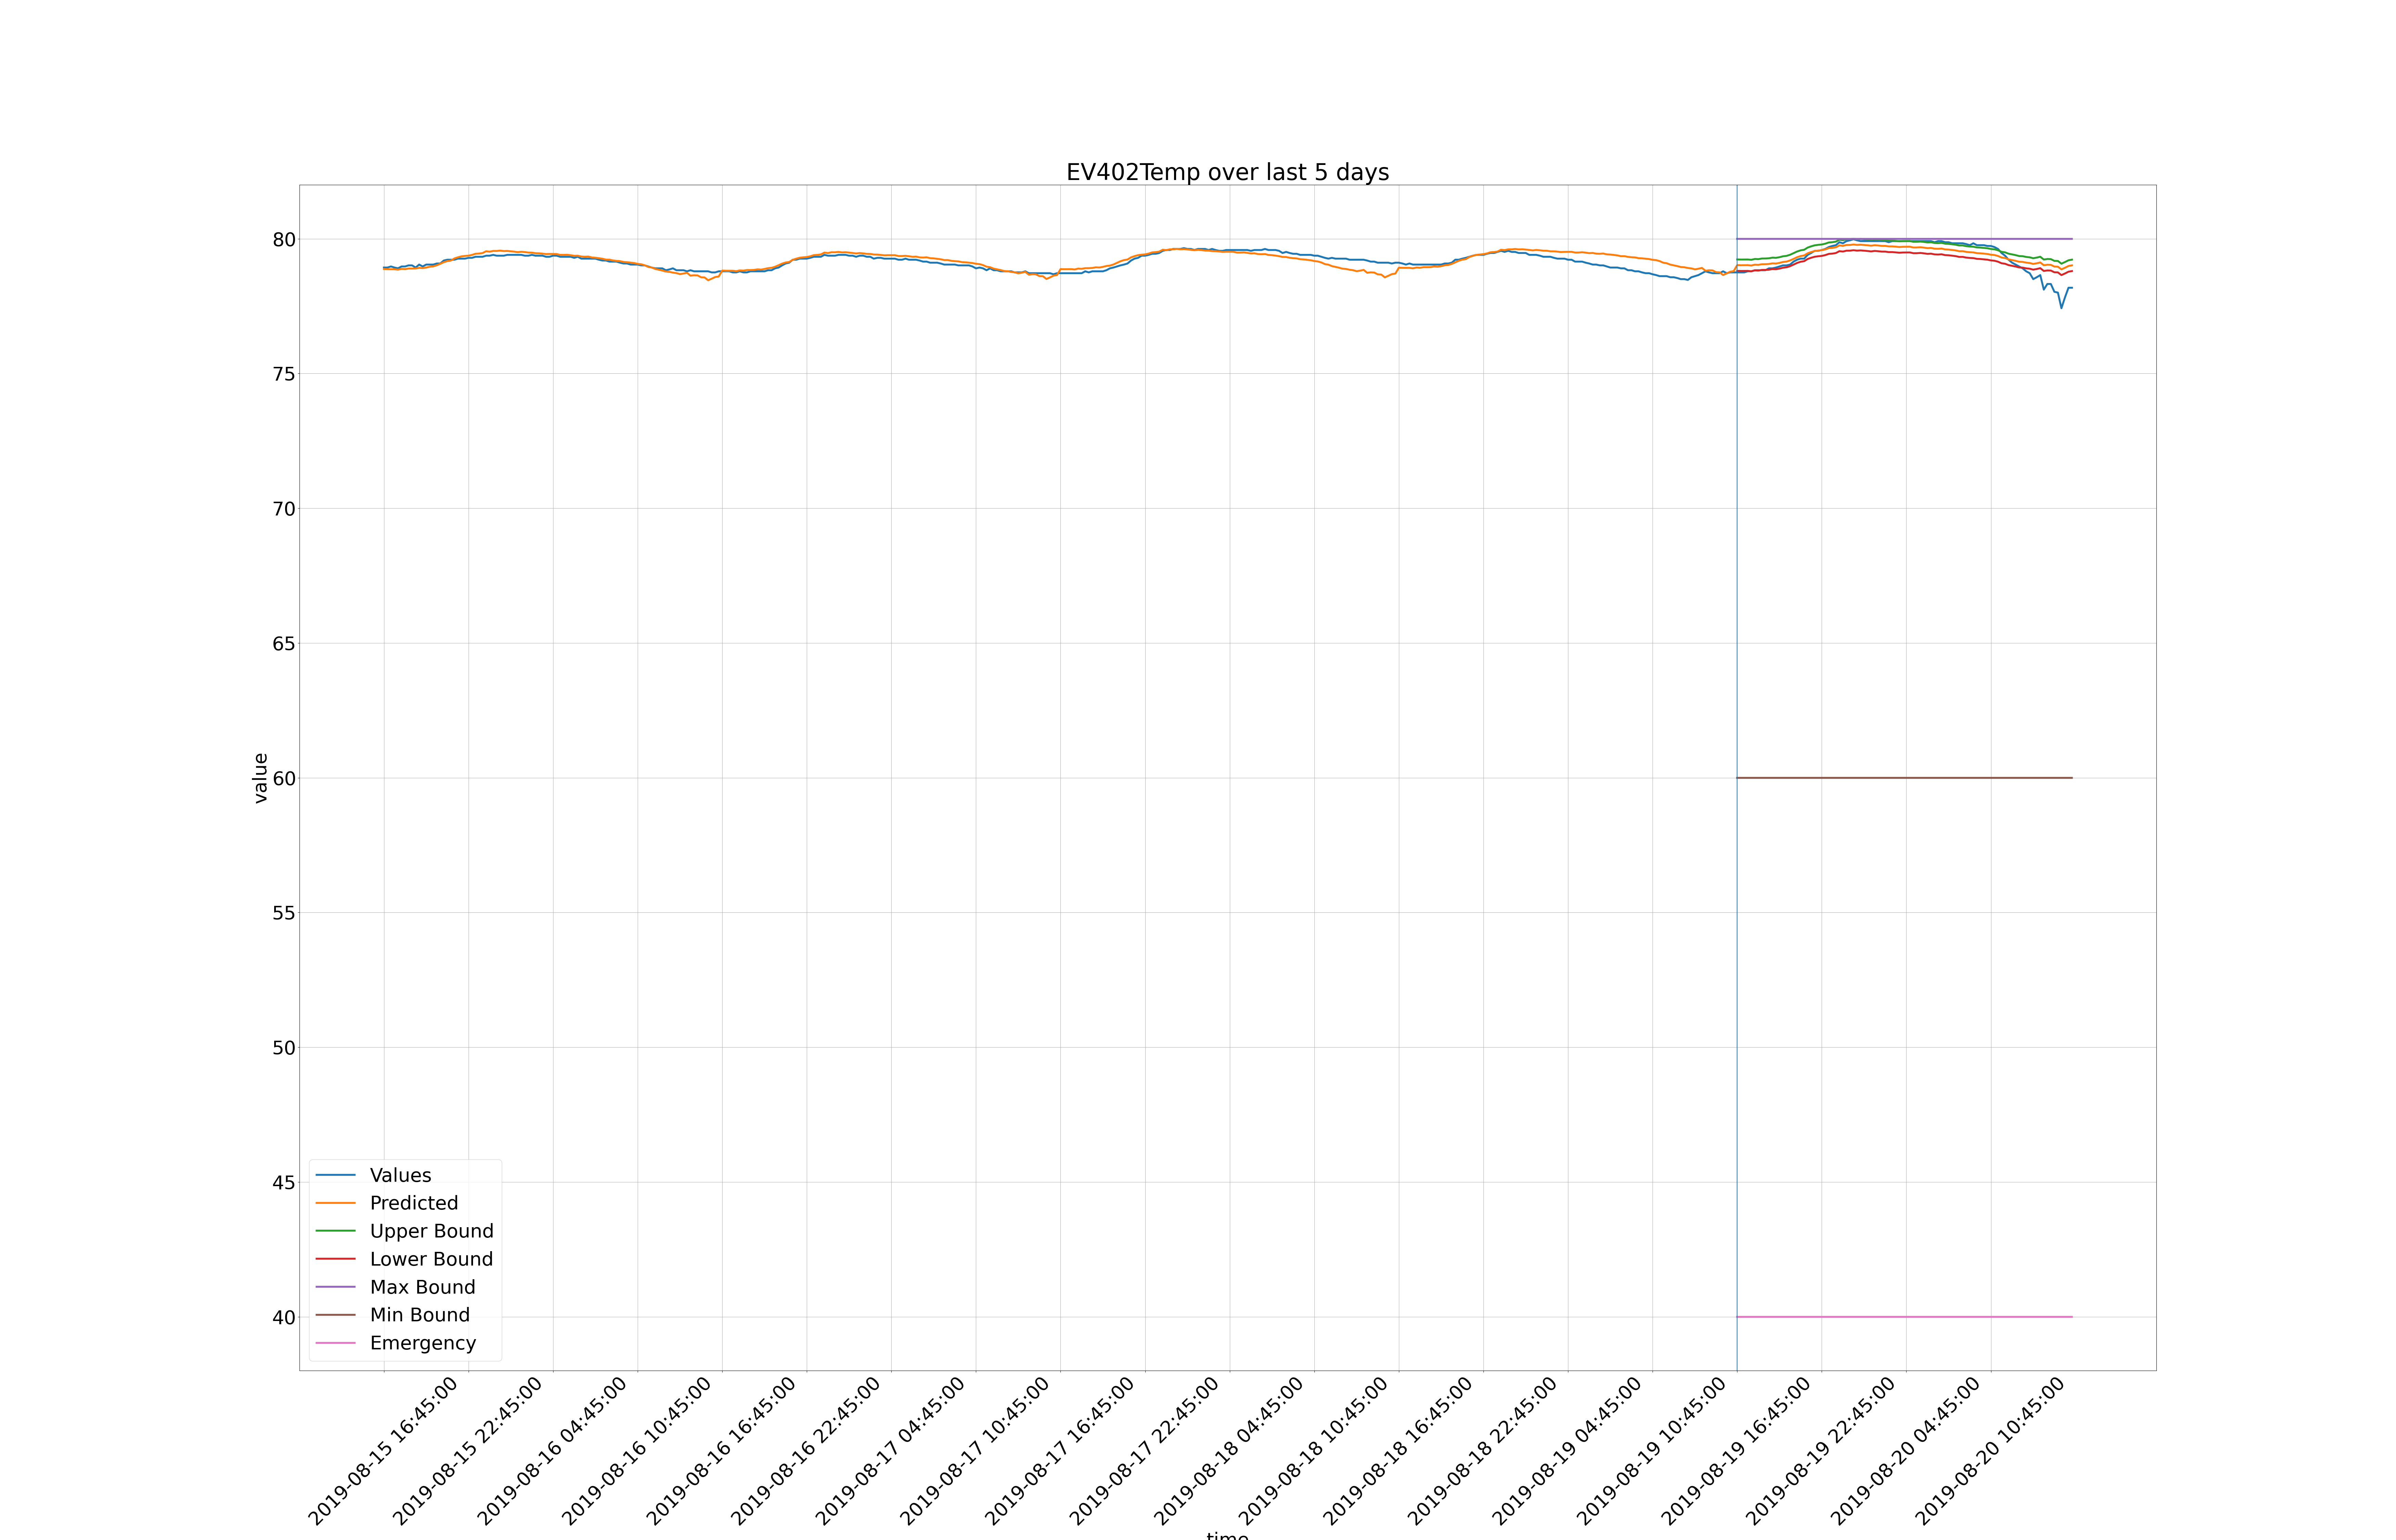 EV402Temp over last 5 days
80
75
70
65
60
55
50
45
40
value
Values
Predicted
Upper Bound
Lower Bound
Max Bound
Min Bound
Emergency
2019-08-15 16:45:00
2019-08-15 22:45:00
2019-08-16 04:45:00
2019-08-16 10:45:00
2019-08-16 16:45:00
2019-08-16 22:45:00
2019-08-17 04:45:00
2019-08-17 10:45:00
2019-08-17 16:45:00
2019-08-17 22:45:00
2019-08-18 04:45:00
2019-08-18 10:45:00
2019-08-18 16:45:00
2019-08-18 22:45:00
2019-08-19 04:45:00
2019-08-19 10:45:00
2019-08-19 16:45:00
2019-08-19 22:45:00
2019-08-20 04:45:00
2019-08-20 10:45:00
time